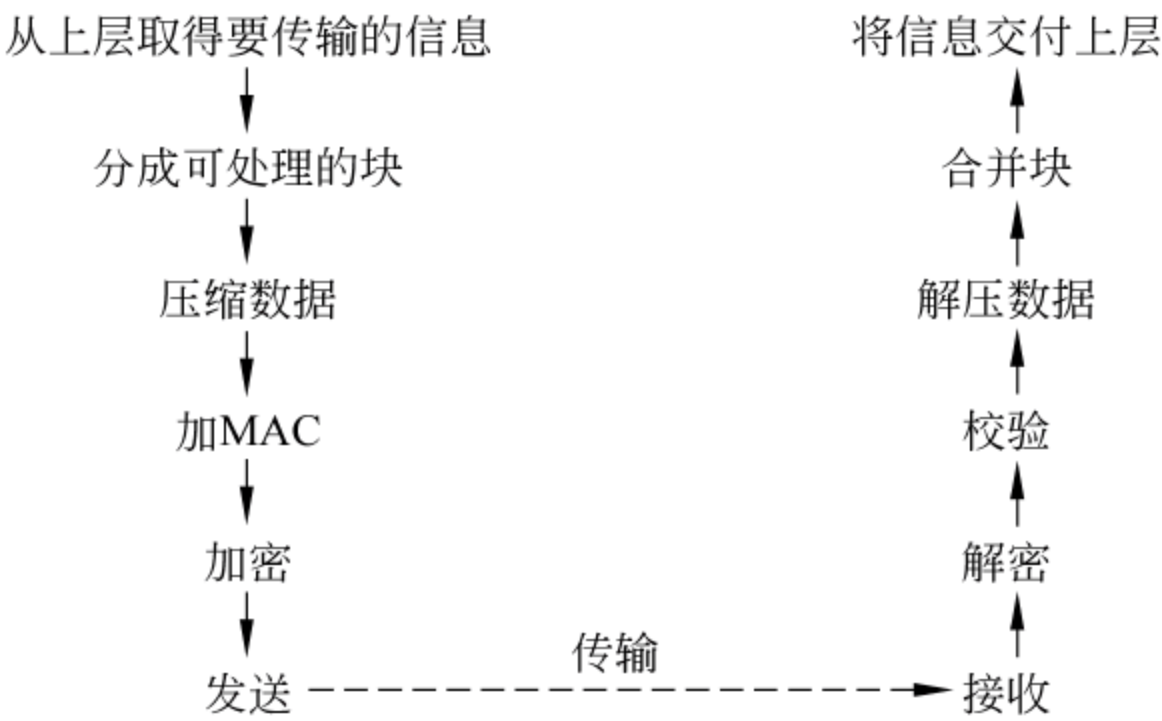 从上层取得要传输的信息
将信息交付上层
分成可处理的块
合并块
压缩数据
解压数据
加MAC
校验
加密
解密
传输
发送
接收